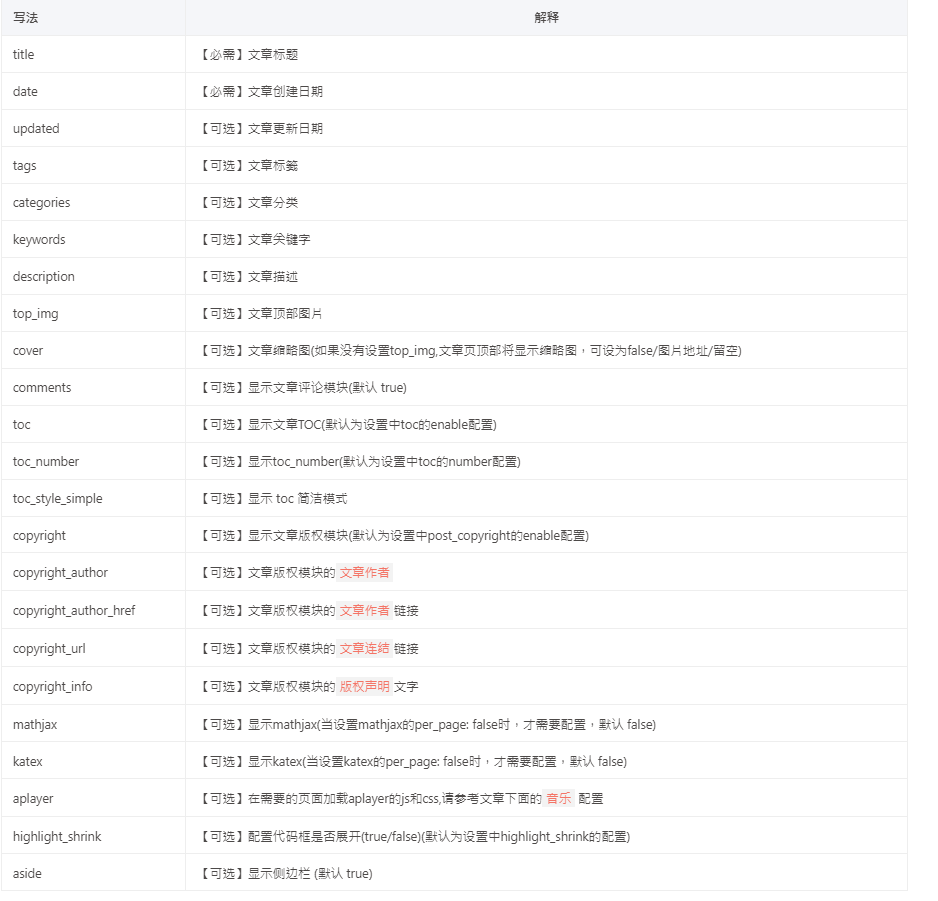 写法 解释
title 【必需】文章标题
date 【必需】文章创建日期
updated 【可选】文章更新日期
tags 【可选】文章标籤
categories 【可选】文章分类
keywords 【可选】文章关键字
description 【可选】文章描述
top_img 【可选】文章顶部图片
cover 【可选】文章缩略图(如果没有设置top_img,文章页顶部将显示缩略图，可设为false/图片地址/留空)
comments 【可选】显示文章评论模块(默认 true)
toc 【可选】显示文章TOC(默认为设置中toc的enable配置)
toc_number 【可选】显示toc_number(默认为设置中toc的number配置)
toc_style_simple 【可选】显示 toc 简洁模式
copyright 【可选】显示文章版权模块(默认为设置中post_copyright的enable配置)
copyright_author 【可选】文章版权模块的 文章作者
copyright_author_href 【可选】文章版权模块的 文章作者 链接
copyright_url 【可选】文章版权模块的 文章连结 链接
copyright_info 【可选】文章版权模块的 版权声明 文字
mathjax 【可选】显示mathjax(当设置mathjax的per_page: false时，才需要配置，默认 false)
katex 【可选】显示katex(当设置katex的per_page: false时，才需要配置，默认 false)
aplayer 【可选】在需要的页面加载aplayer的js和css,请参考文章下面的 音乐 配置
highlight_shrink 【可选】配置代码框是否展开(true/false)(默认为设置中highlight_shrink的配置)
aside 【可选】显示侧边栏 (默认 true)